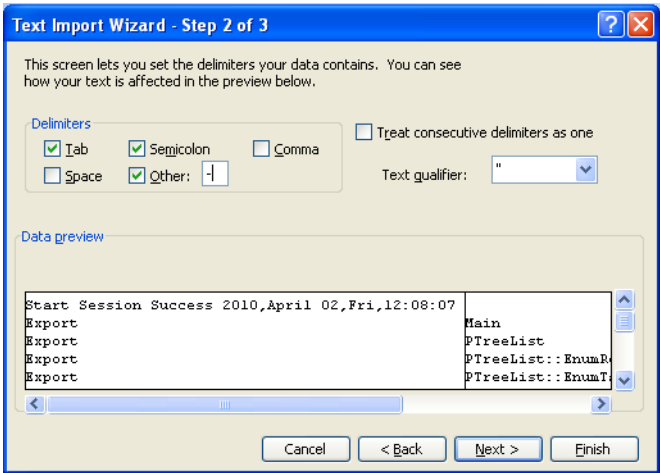 Text Import Wizard - Step 2 of 3
This screen lets you set the delimiters your data contains. You can see
how your text is affected in the preview below.
Delimiters
Tab Semicolon Comma
Space Other: -
Treat consecutive delimiters as one
Text qualifier: "
Data preview
Start Session Success 2010,April 02,Fri,12:08:07
Export Main
Export PTreeList
Export PTreeList::EnumR
Export PTreeList::EnumT
Cancel < Back Next > Finish